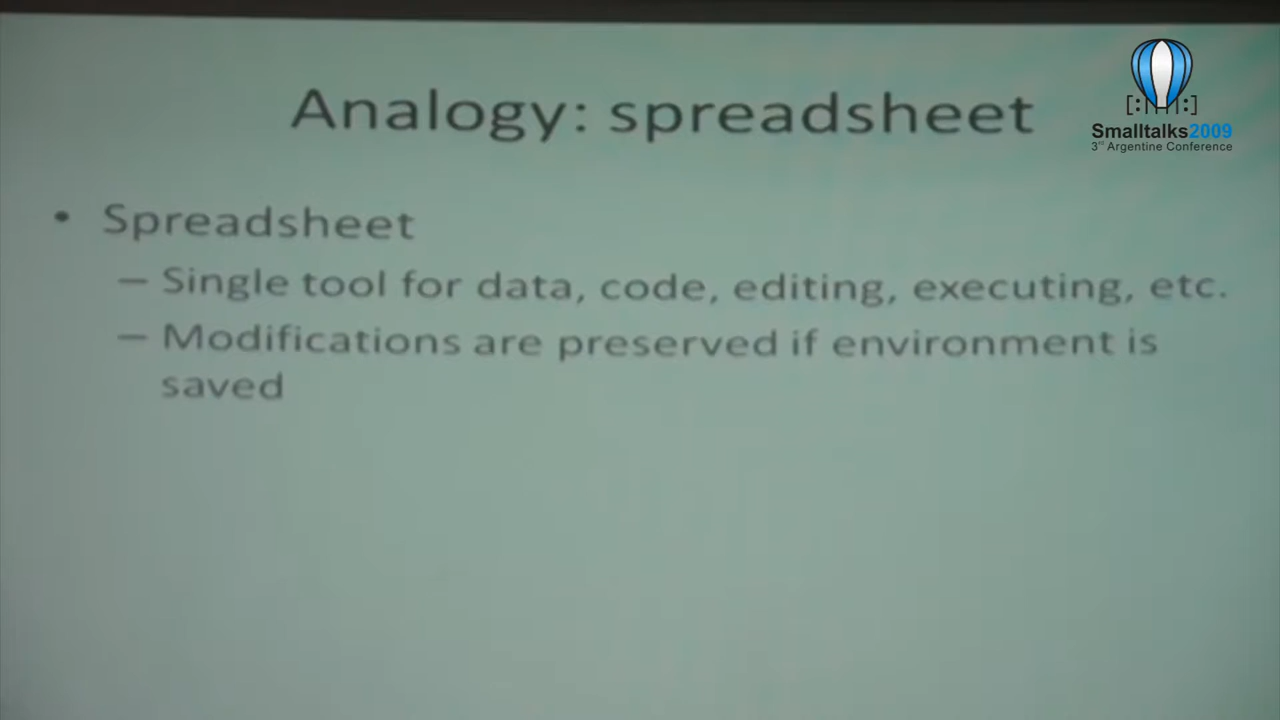 Analogy: spreadsheet
[:||||:]
Smalltalks2009
3rd Argentine Conference
• Spreadsheet
– Single tool for data, code, editing, executing, etc.
– Modifications are preserved if environment is
saved